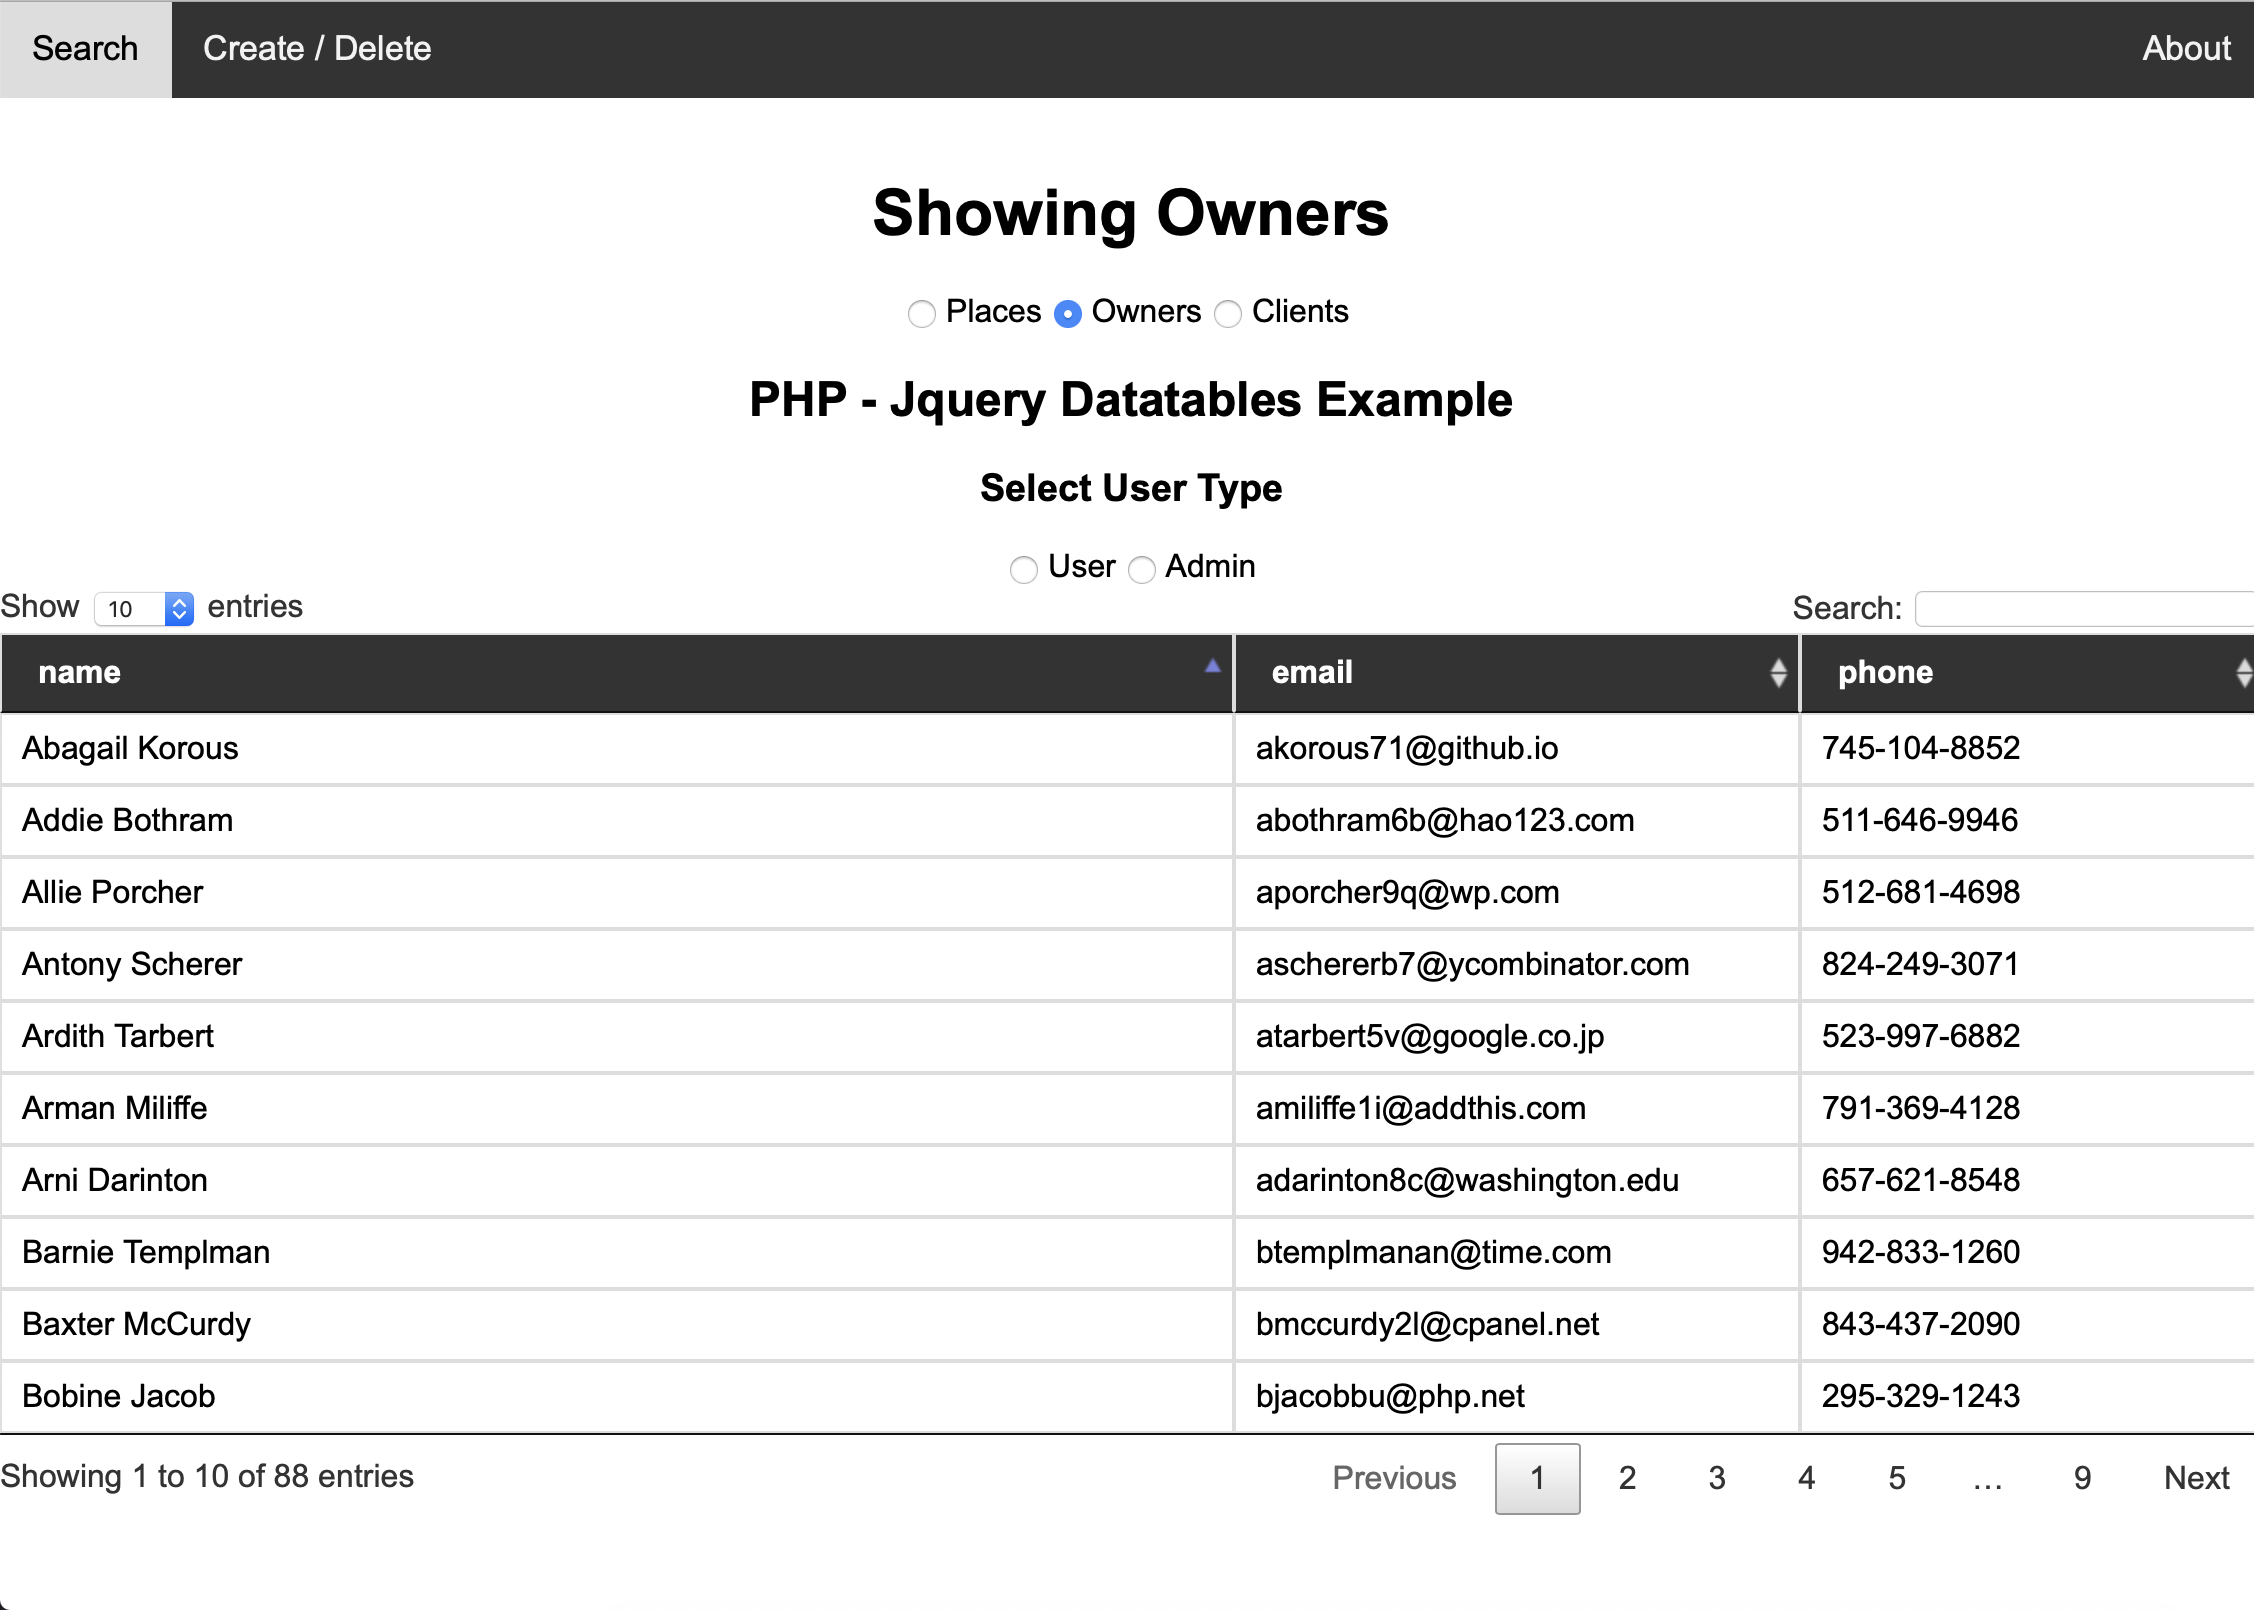 Search Create / Delete About
Showing Owners
Places Owners Clients
PHP - Jquery Datatables Example
Select User Type
User Admin
Show 10 entries Search:
name email phone
Abagail Korous akorous71@github.io 745-104-8852
Addie Bothram abothram6b@hao123.com 511-646-9946
Allie Porcher aporcher9q@wp.com 512-681-4698
Antony Scherer aschererb7@ycombinator.com 824-249-3071
Ardith Tarbert atarbert5v@google.co.jp 523-997-6882
Arman Miliffe amiliffe1i@addthis.com 791-369-4128
Arni Darinton adarinton8c@washington.edu 657-621-8548
Barnie Templman btemplmanan@time.com 942-833-1260
Baxter McCurdy bmccurdy2l@cpanel.net 843-437-2090
Bobine Jacob bjacobbu@php.net 295-329-1243
Showing 1 to 10 of 88 entries Previous 1 2 3 4 5 … 9 Next